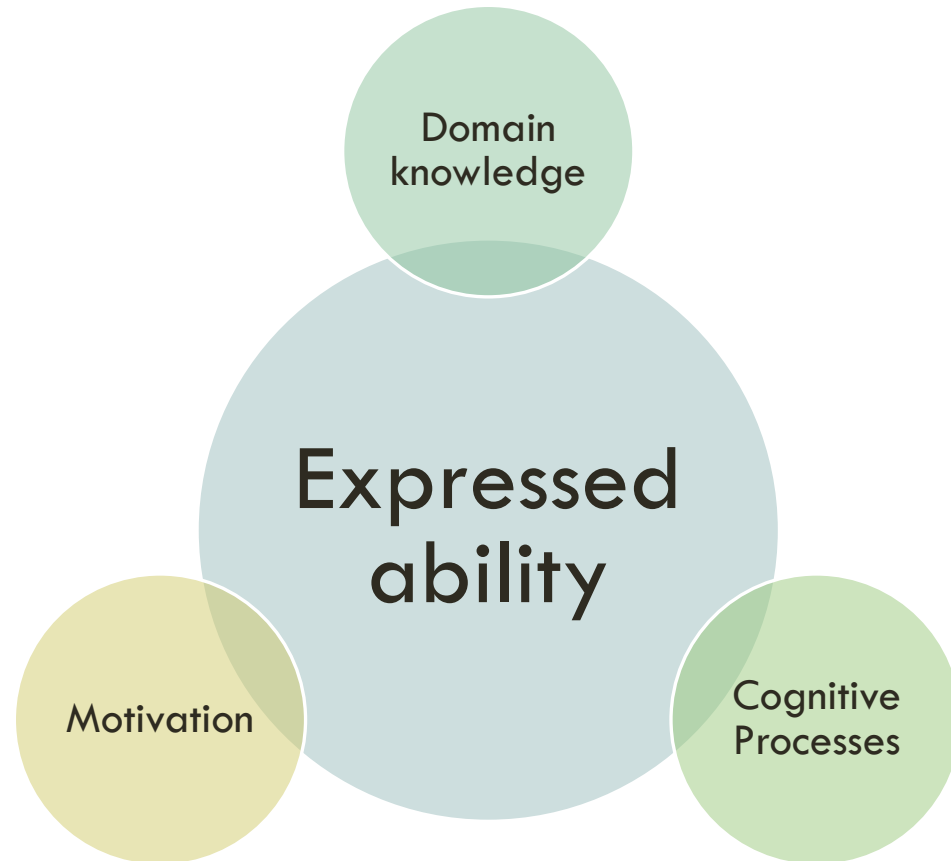 Domain
knowledge
Expressed
ability
Motivation
Cognitive
Processes